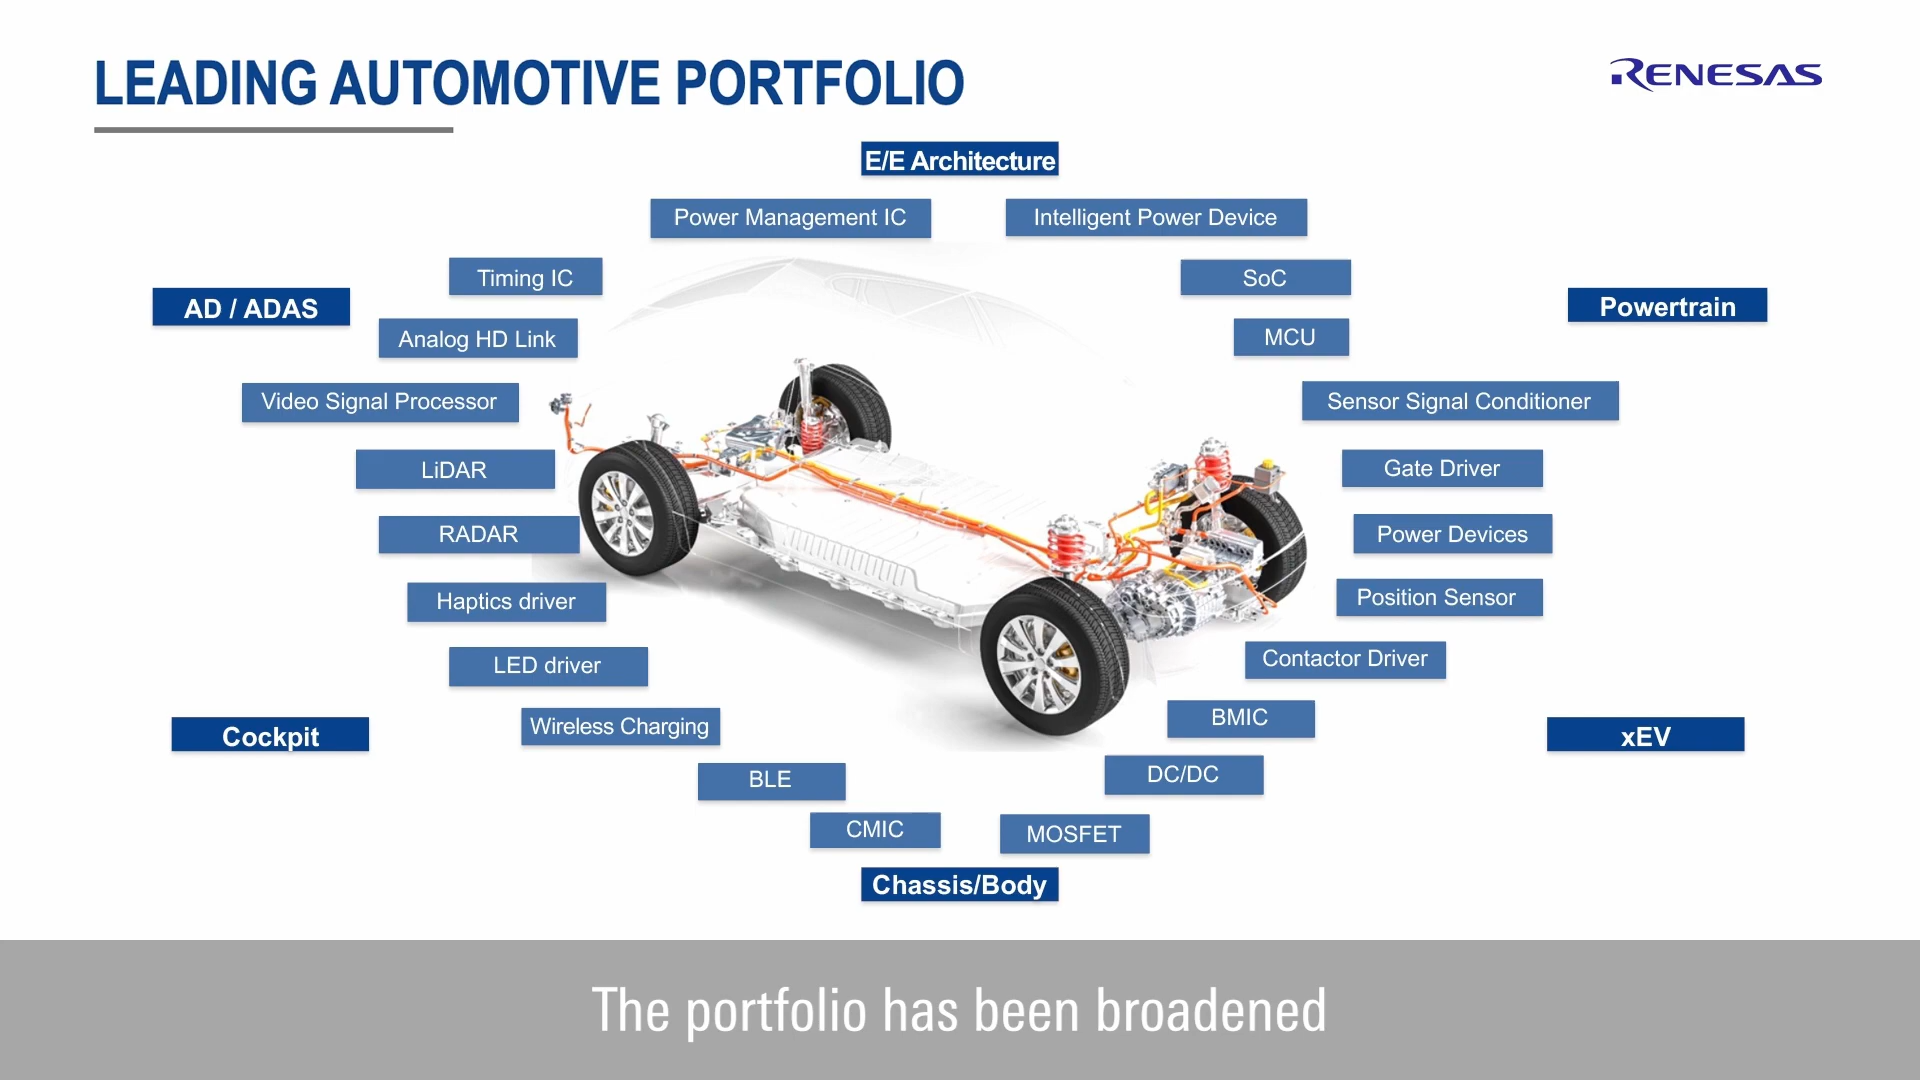 LEADING AUTOMOTIVE PORTFOLIO
RENESAS
E/E Architecture
Power Management IC
Intelligent Power Device
Timing IC
SoC
AD / ADAS
Powertrain
Analog HD Link
MCU
Video Signal Processor
Sensor Signal Conditioner
LiDAR
Gate Driver
RADAR
Power Devices
Haptics driver
Position Sensor
LED driver
Contactor Driver
Wireless Charging
BMIC
Cockpit
xEV
BLE
DC/DC
CMIC
MOSFET
Chassis/Body
The portfolio has been broadened